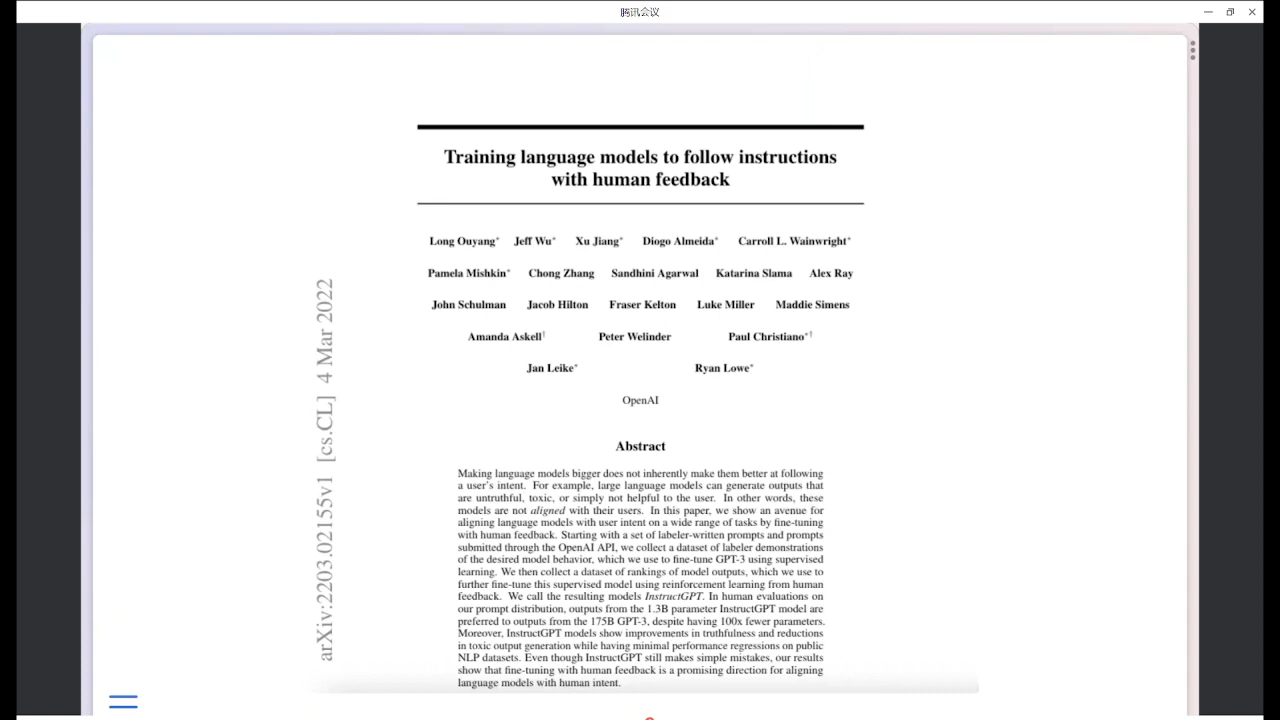 腾讯会议
Training language models to follow instructions
with human feedback
Long Ouyang* Jeff Wu* Xu Jiang* Diogo Almeida* Carroll L. Wainwright*
Pamela Mishkin* Chong Zhang Sandhini Agarwal Katarina Slama Alex Ray
John Schulman Jacob Hilton Fraser Kelton Luke Miller Maddie Simens
Amanda Askell† Peter Welinder Paul Christiano*†
Jan Leike* Ryan Lowe*
OpenAI
arXiv:2203.02155v1 [cs.CL] 4 Mar 2022
Abstract
Making language models bigger does not inherently make them better at following
a user's intent. For example, large language models can generate outputs that
are untruthful, toxic, or simply not helpful to the user. In other words, these
models are not aligned with their users. In this paper, we show an avenue for
aligning language models with user intent on a wide range of tasks by fine-tuning
with human feedback. Starting with a set of labeler-written prompts and prompts
submitted through the OpenAI API, we collect a dataset of labeler demonstrations
of the desired model behavior, which we use to fine-tune GPT-3 using supervised
learning. We then collect a dataset of rankings of model outputs, which we use to
further fine-tune this supervised model using reinforcement learning from human
feedback. We call the resulting models InstructGPT. In human evaluations on
our prompt distribution, outputs from the 1.3B parameter InstructGPT model are
preferred to outputs from the 175B GPT-3, despite having 100x fewer parameters.
Moreover, InstructGPT models show improvements in truthfulness and reductions
in toxic output generation while having minimal performance regressions on public
NLP datasets. Even though InstructGPT still makes simple mistakes, our results
show that fine-tuning with human feedback is a promising direction for aligning
language models with human intent.